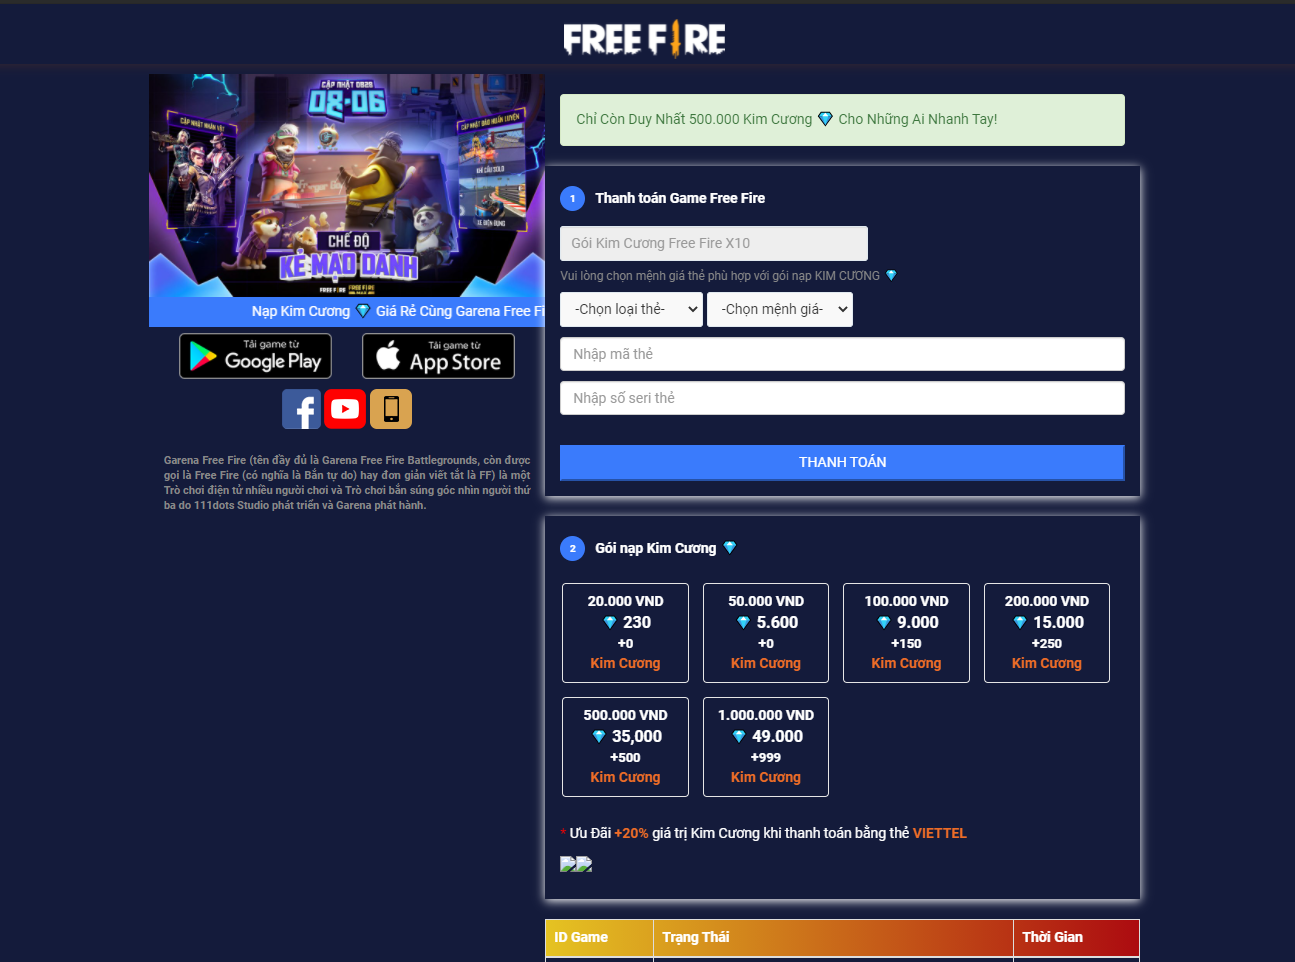 FREE FIRE
CẬP NHẬT OB28
08-06
CẬP NHẬT NHÂN VẬT
CẬP NHẬT ĐẢO HUẤN LUYỆN
KHÍ CẦU SOLO
XE ĐIỆN ĐỤNG
CHẾ ĐỘ
KẺ MẠO DANH
FREE FIRE
Nạp Kim Cương 💎 Giá Rẻ Cùng Garena Free Fi
Tải game từ
Google Play
Tải game từ
App Store
Garena Free Fire (tên đầy đủ là Garena Free Fire Battlegrounds, còn được
gọi là Free Fire (có nghĩa là Bắn tự do) hay đơn giản viết tắt là FF) là một
Trò chơi điện tử nhiều người chơi và Trò chơi bắn súng góc nhìn người thứ
ba do 111dots Studio phát triển và Garena phát hành.
Chỉ Còn Duy Nhất 500.000 Kim Cương 💎 Cho Những Ai Nhanh Tay!
1 Thanh toán Game Free Fire
Gói Kim Cương Free Fire X10
Vui lòng chọn mệnh giá thẻ phù hợp với gói nạp KIM CƯƠNG 💎
-Chọn loại thẻ- -Chọn mệnh giá-
Nhập mã thẻ
Nhập số seri thẻ
THANH TOÁN
2 Gói nạp Kim Cương 💎
20.000 VND
💎 230
+0
Kim Cương
50.000 VND
💎 5.600
+0
Kim Cương
100.000 VND
💎 9.000
+150
Kim Cương
200.000 VND
💎 15.000
+250
Kim Cương
500.000 VND
💎 35,000
+500
Kim Cương
1.000.000 VND
💎 49.000
+999
Kim Cương
* Ưu Đãi +20% giá trị Kim Cương khi thanh toán bằng thẻ VIETTEL
ID Game Trạng Thái Thời Gian